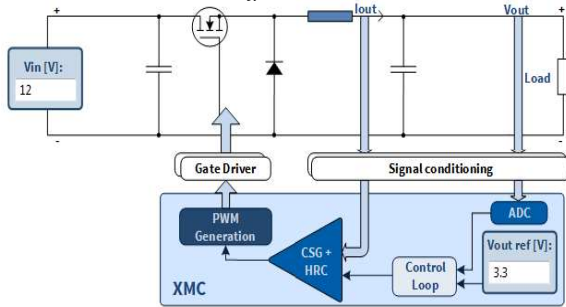 +
Iout
Vout
+
Vin [V]:
12
Load
-
-
Gate Driver
Signal conditioning
PWM
Generation
ADC
CSG +
HRC
Vout ref [V]:
3.3
Control
Loop
XMC